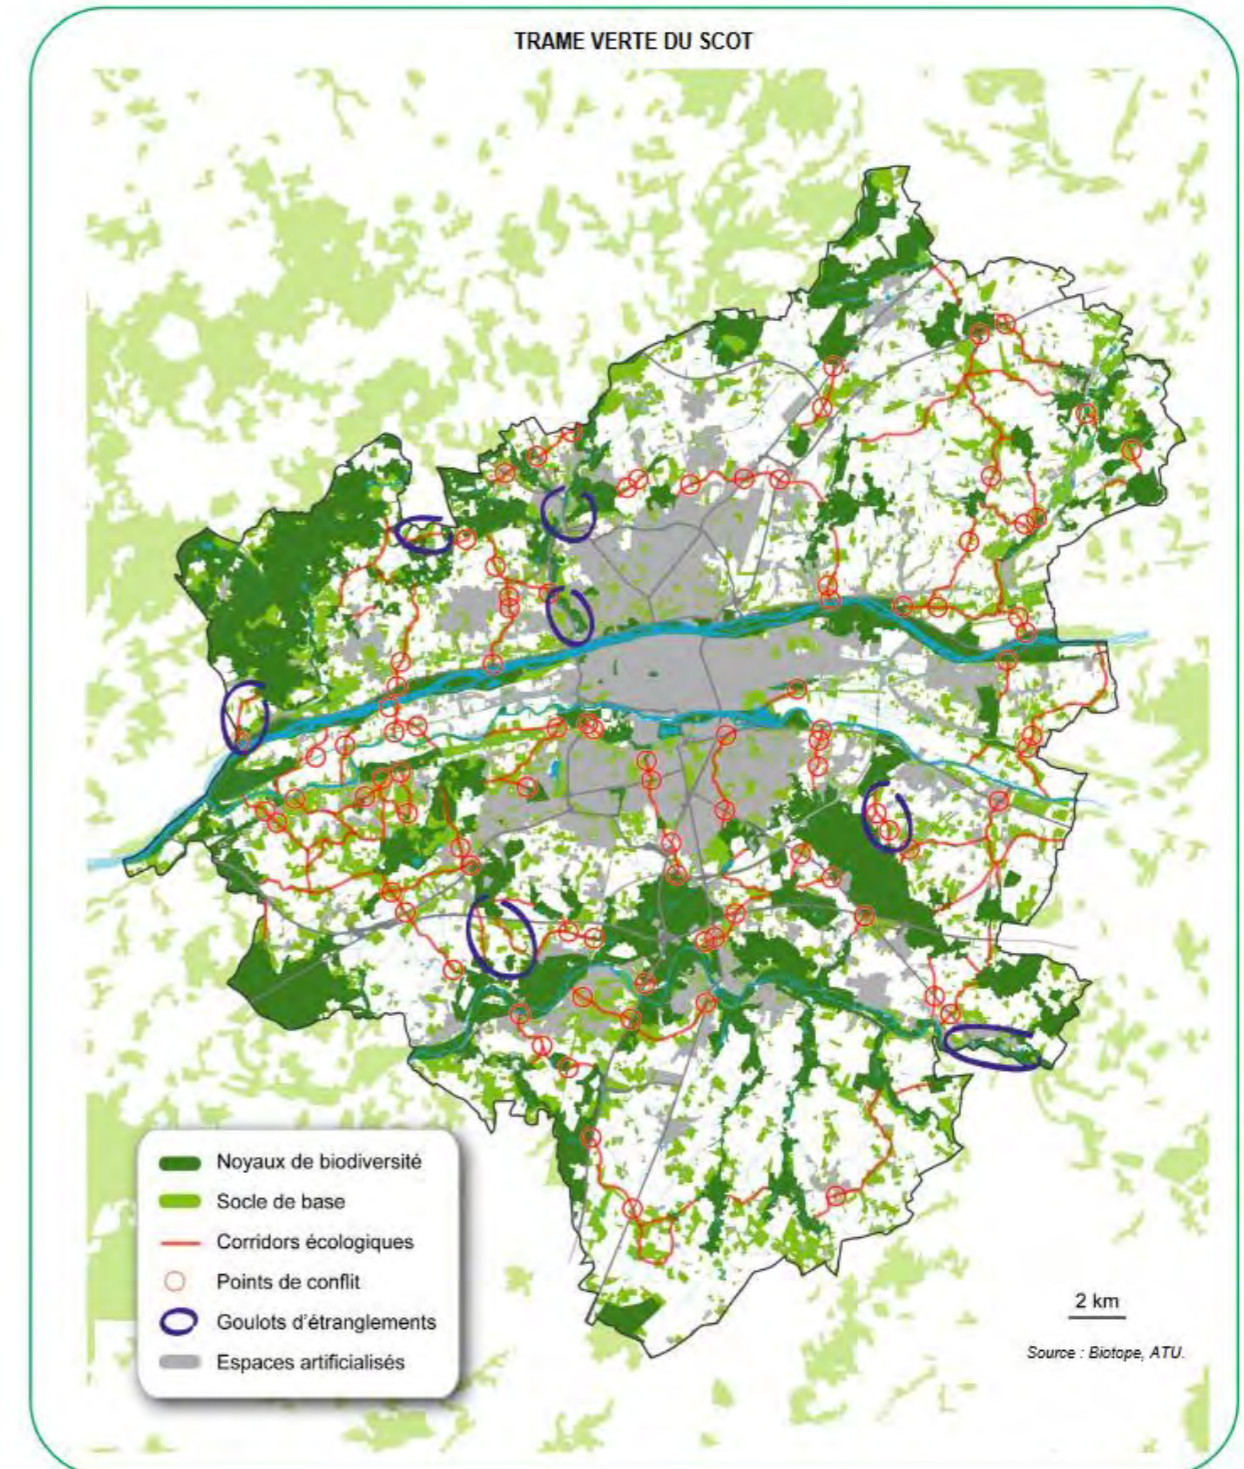 TRAME VERTE DU SCOT
Noyaux de biodiversité
Socle de base
Corridors écologiques
Points de conflit
Goulots d'étranglements
Espaces artificialisés
2 km
Source : Biotope, ATU.